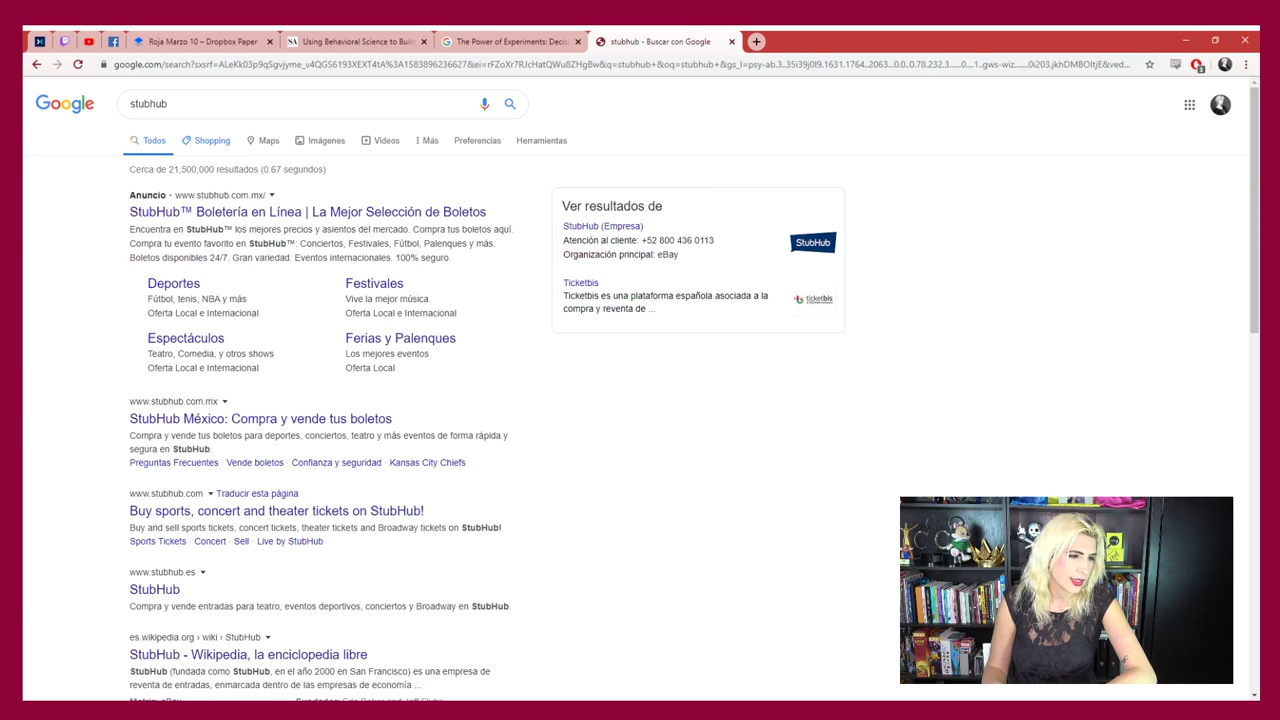 Roja Marzo 10 – Dropbox Paper
Using Behavioral Science to Build
The Power of Experiments: Decis
stubhub - Buscar con Google
google.com/search?sxsrf=
Google
stubhub
Todos
Shopping
Maps
Imágenes
Videos
Más
Preferencias
Herramientas
Cerca de 21,500,000 resultados (0.67 segundos)
Anuncio · www.stubhub.com.mx/
StubHub™ Boletería en Línea | La Mejor Selección de Boletos
Encuentra en StubHub™ los mejores precios y asientos del mercado. Compra tus boletos aquí.
Compra tu evento favorito en StubHub™: Conciertos, Festivales, Fútbol, Palenques y más.
Boletos disponibles 24/7. Gran variedad. Eventos internacionales. 100% seguro.
Deportes
Fútbol, tenis, NBA y más
Oferta Local e Internacional
Festivales
Vive la mejor música
Oferta Local e Internacional
Espectáculos
Teatro, Comedia, y otros shows
Oferta Local e Internacional
Ferias y Palenques
Los mejores eventos
Oferta Local
www.stubhub.com.mx
StubHub México: Compra y vende tus boletos
Compra y vende tus boletos para deportes, conciertos, teatro y más eventos de forma rápida y
segura en StubHub.
Preguntas Frecuentes · Vende boletos · Confianza y seguridad · Kansas City Chiefs
www.stubhub.com Traducir esta página
Buy sports, concert and theater tickets on StubHub!
Buy and sell sports tickets, concert tickets, theater tickets and Broadway tickets on StubHub!
Sports Tickets · Concert · Sell · Live by StubHub
www.stubhub.es
StubHub
Compra y vende entradas para teatro, eventos deportivos, conciertos y Broadway en StubHub.
es.wikipedia.org › wiki › StubHub
StubHub - Wikipedia, la enciclopedia libre
StubHub (fundada como StubHub, en el año 2000 en San Francisco) es una empresa de
reventa de entradas, enmarcada dentro de las empresas de economía ...
Ver resultados de
StubHub (Empresa)
Atención al cliente: +52 800 436 0113
Organización principal: eBay
StubHub
Ticketbis
Ticketbis es una plataforma española asociada a la
compra y reventa de ...
ticketbis